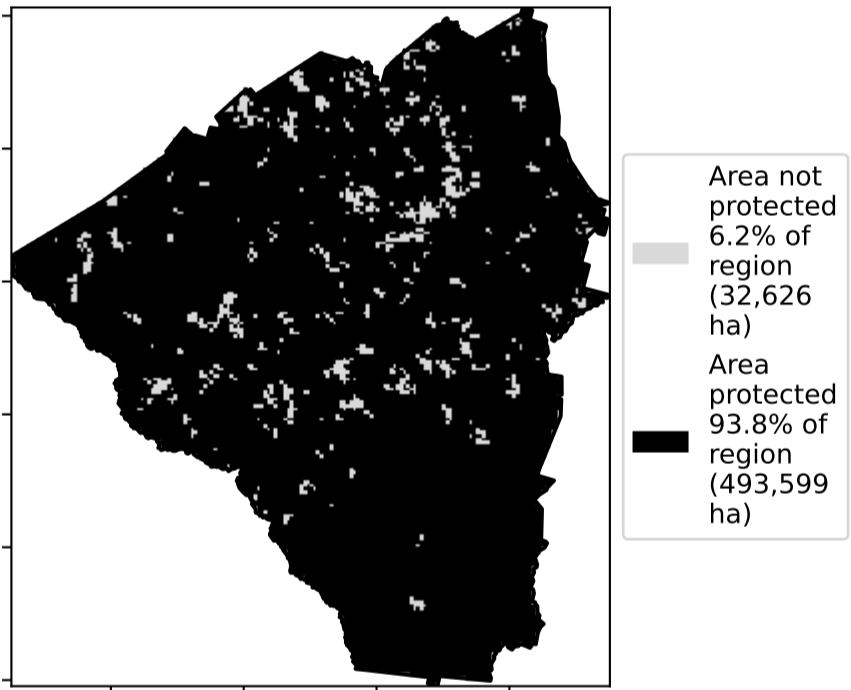 Area not
protected
6.2% of
region
(32,626
ha)
Area
protected
93.8% of
region
(493,599
ha)